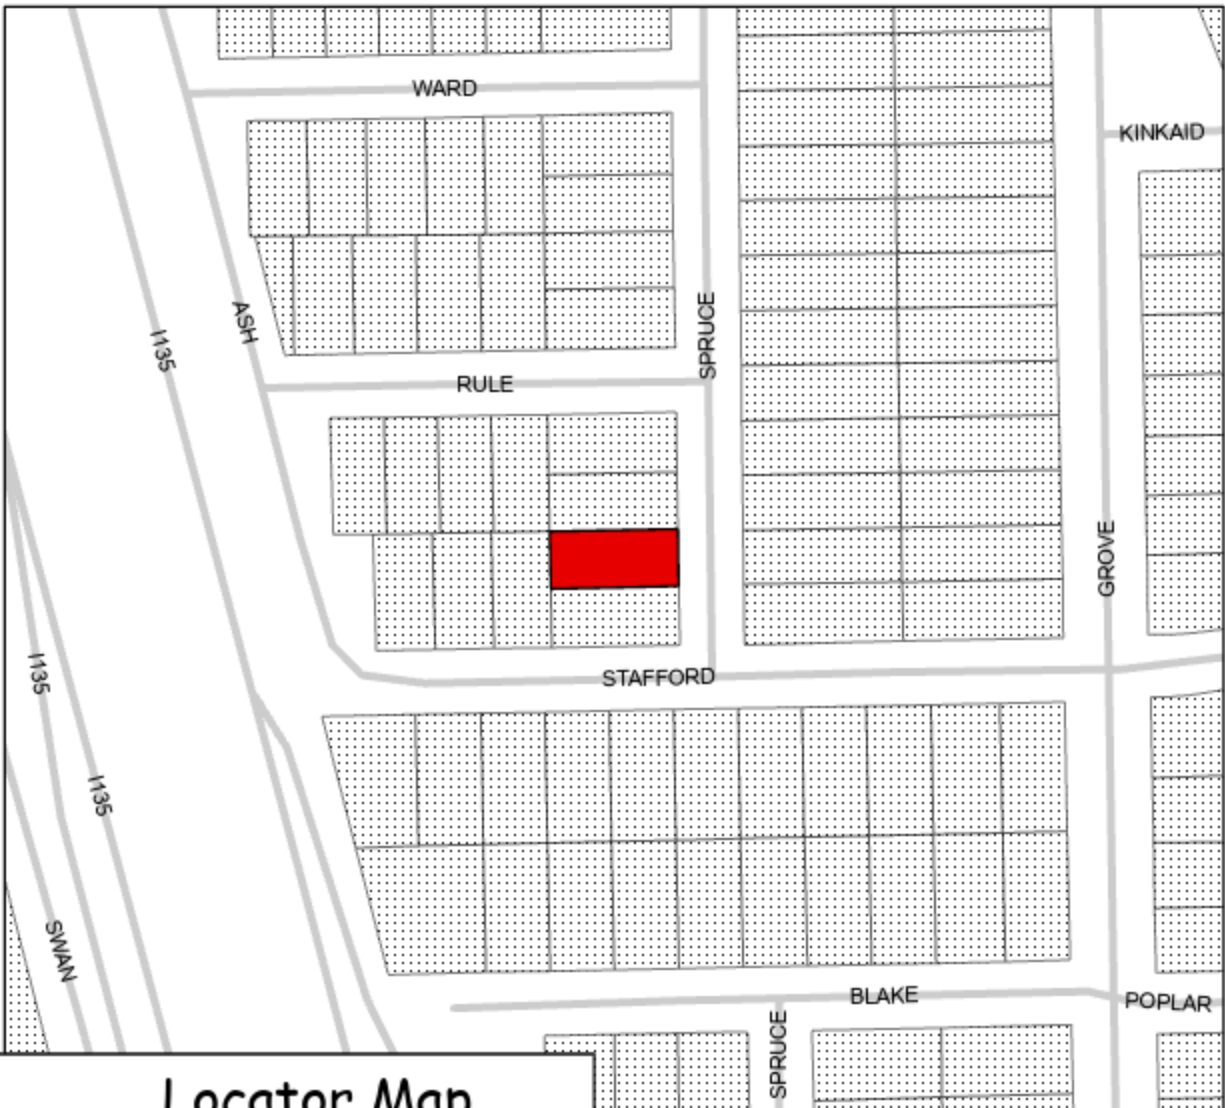 WARD
KINKAID
ASH
I135
SPRUCE
RULE
GROVE
I135
STAFFORD
I135
SWAN
BLAKE
POPLAR
SPRUCE
Locator Map